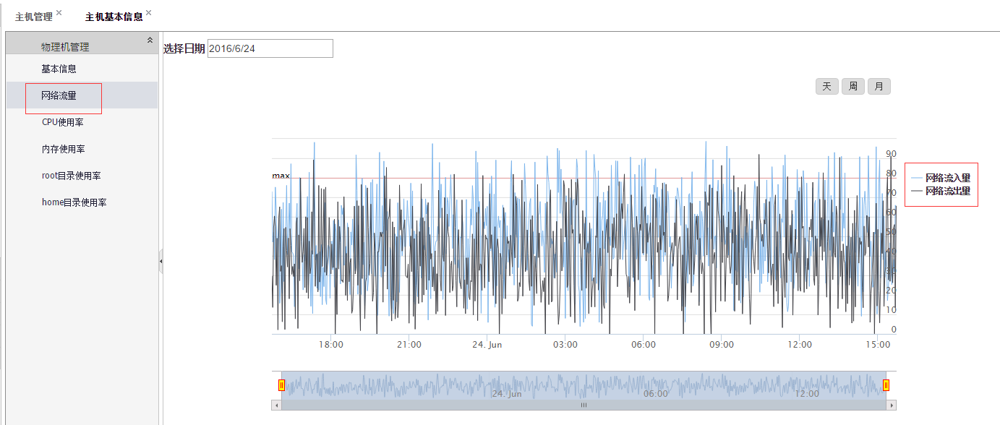 主机管理
主机基本信息
物理机管理
基本信息
网络流量
CPU使用率
内存使用率
root目录使用率
home目录使用率
选择日期 2016/6/24
天 周 月
max
90
80
70
60
50
40
30
20
10
0
网络流入量
网络流出量
18:00 21:00 24. Jun 03:00 06:00 09:00 12:00 15:00
24. Jun 06:00 12:00